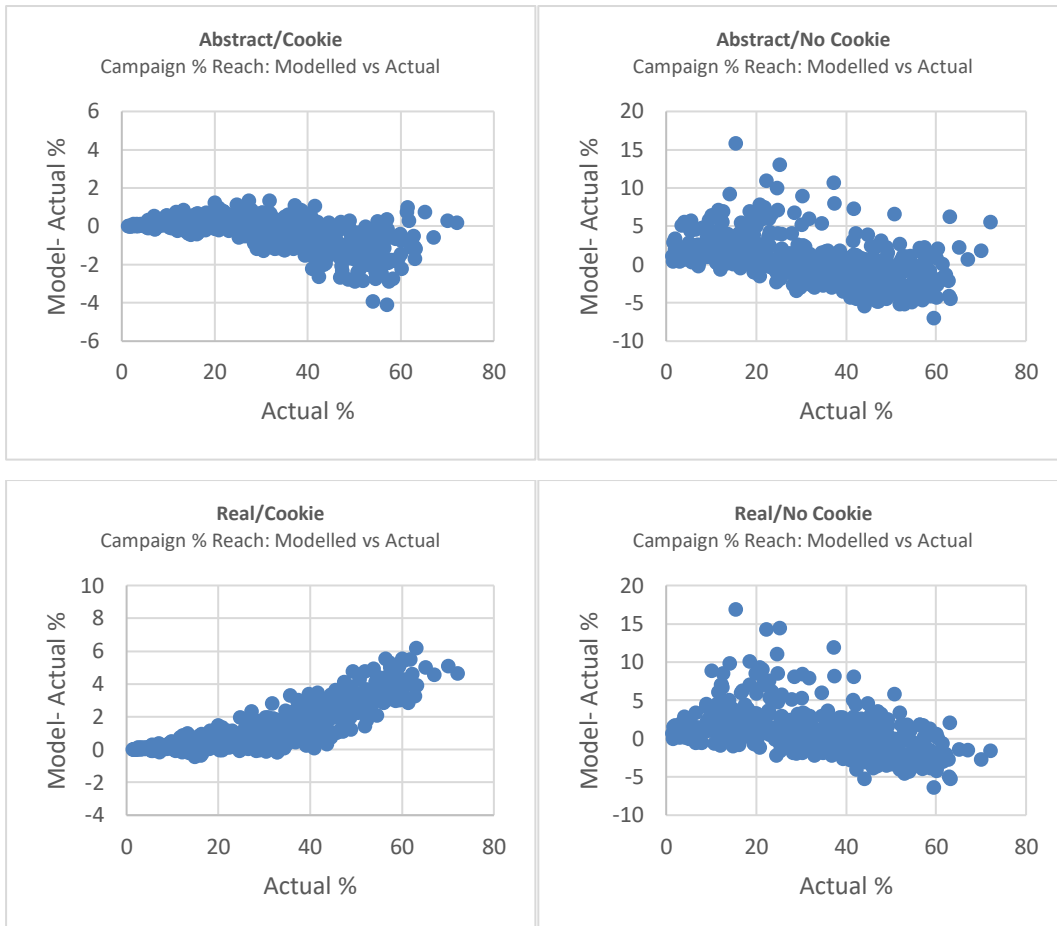 Abstract/Cookie
Campaign % Reach: Modelled vs Actual
6
4
2
0
-2
-4
-6
Model- Actual %
0 20 40 60 80
Actual %
Abstract/No Cookie
Campaign % Reach: Modelled vs Actual
20
15
10
5
0
-5
-10
Model- Actual %
0 20 40 60 80
Actual %
Real/Cookie
Campaign % Reach: Modelled vs Actual
10
8
6
4
2
0
-2
-4
Model- Actual %
0 20 40 60 80
Actual %
Real/No Cookie
Campaign % Reach: Modelled vs Actual
20
15
10
5
0
-5
-10
Model- Actual %
0 20 40 60 80
Actual %